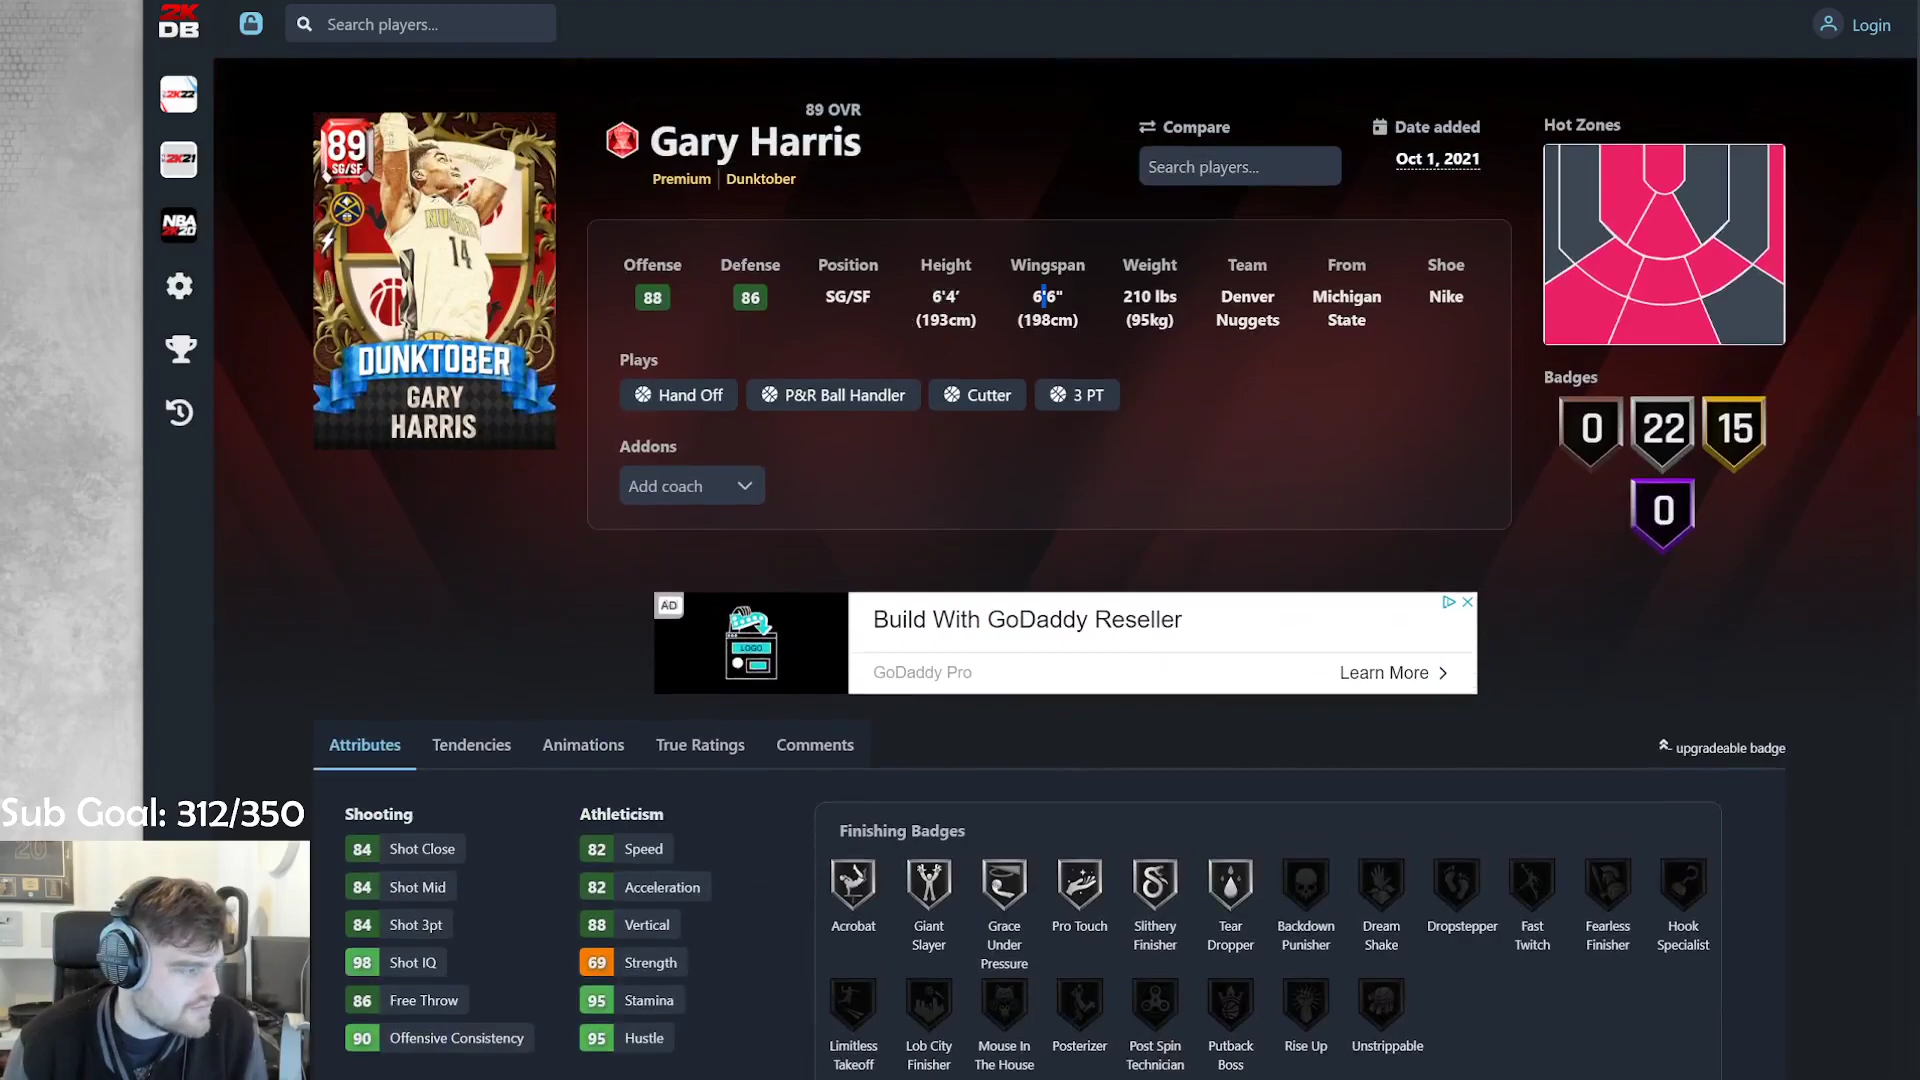 2K
DB
Search players...
Login
2K22
2K21
NBA
2K20
89
SG/SF
NUGGETS
14
DUNKTOBER
GARY
HARRIS
89 OVR
Gary Harris
Premium Dunktober
Compare
Search players...
Date added
Oct 1, 2021
Hot Zones
Offense Defense Position Height Wingspan Weight Team From Shoe
88 86 SG/SF 6'4' 6'6" 210 lbs Denver Michigan Nike
(193cm) (198cm) (95kg) Nuggets State
Plays
Hand Off P&R Ball Handler Cutter 3 PT
Addons
Add coach
Badges
0 22 15
0
AD
LOGO
Build With GoDaddy Reseller
GoDaddy Pro
Learn More
Attributes Tendencies Animations True Ratings Comments
upgradeable badge
Sub Goal: 312/350
Shooting
84 Shot Close
84 Shot Mid
84 Shot 3pt
98 Shot IQ
86 Free Throw
90 Offensive Consistency
Athleticism
82 Speed
82 Acceleration
88 Vertical
69 Strength
95 Stamina
95 Hustle
Finishing Badges
Acrobat
Giant Slayer
Grace Under Pressure
Pro Touch
Slithery Finisher
Tear Dropper
Backdown Punisher
Dream Shake
Dropstepper
Fast Twitch
Fearless Finisher
Hook Specialist
Limitless Takeoff
Lob City Finisher
Mouse In The House
Posterizer
Post Spin Technician
Putback Boss
Rise Up
Unstrippable